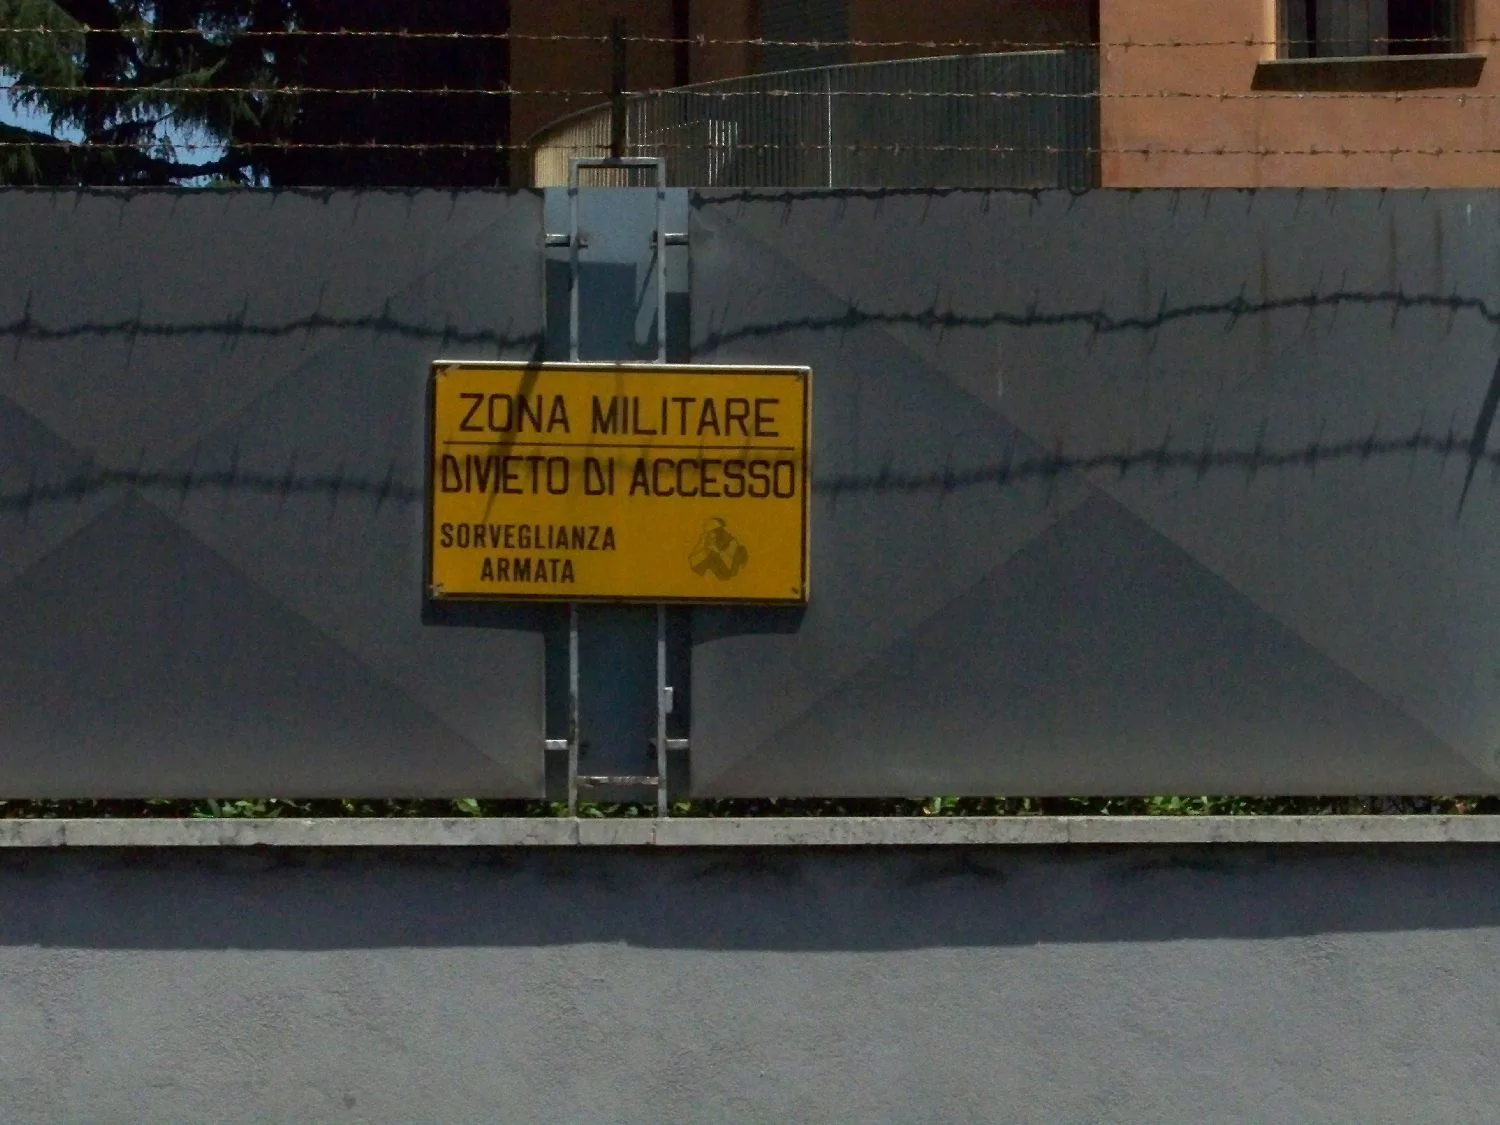 ZONA MILITARE
DIVIETO DI ACCESSO
SORVEGLIANZA
ARMATA